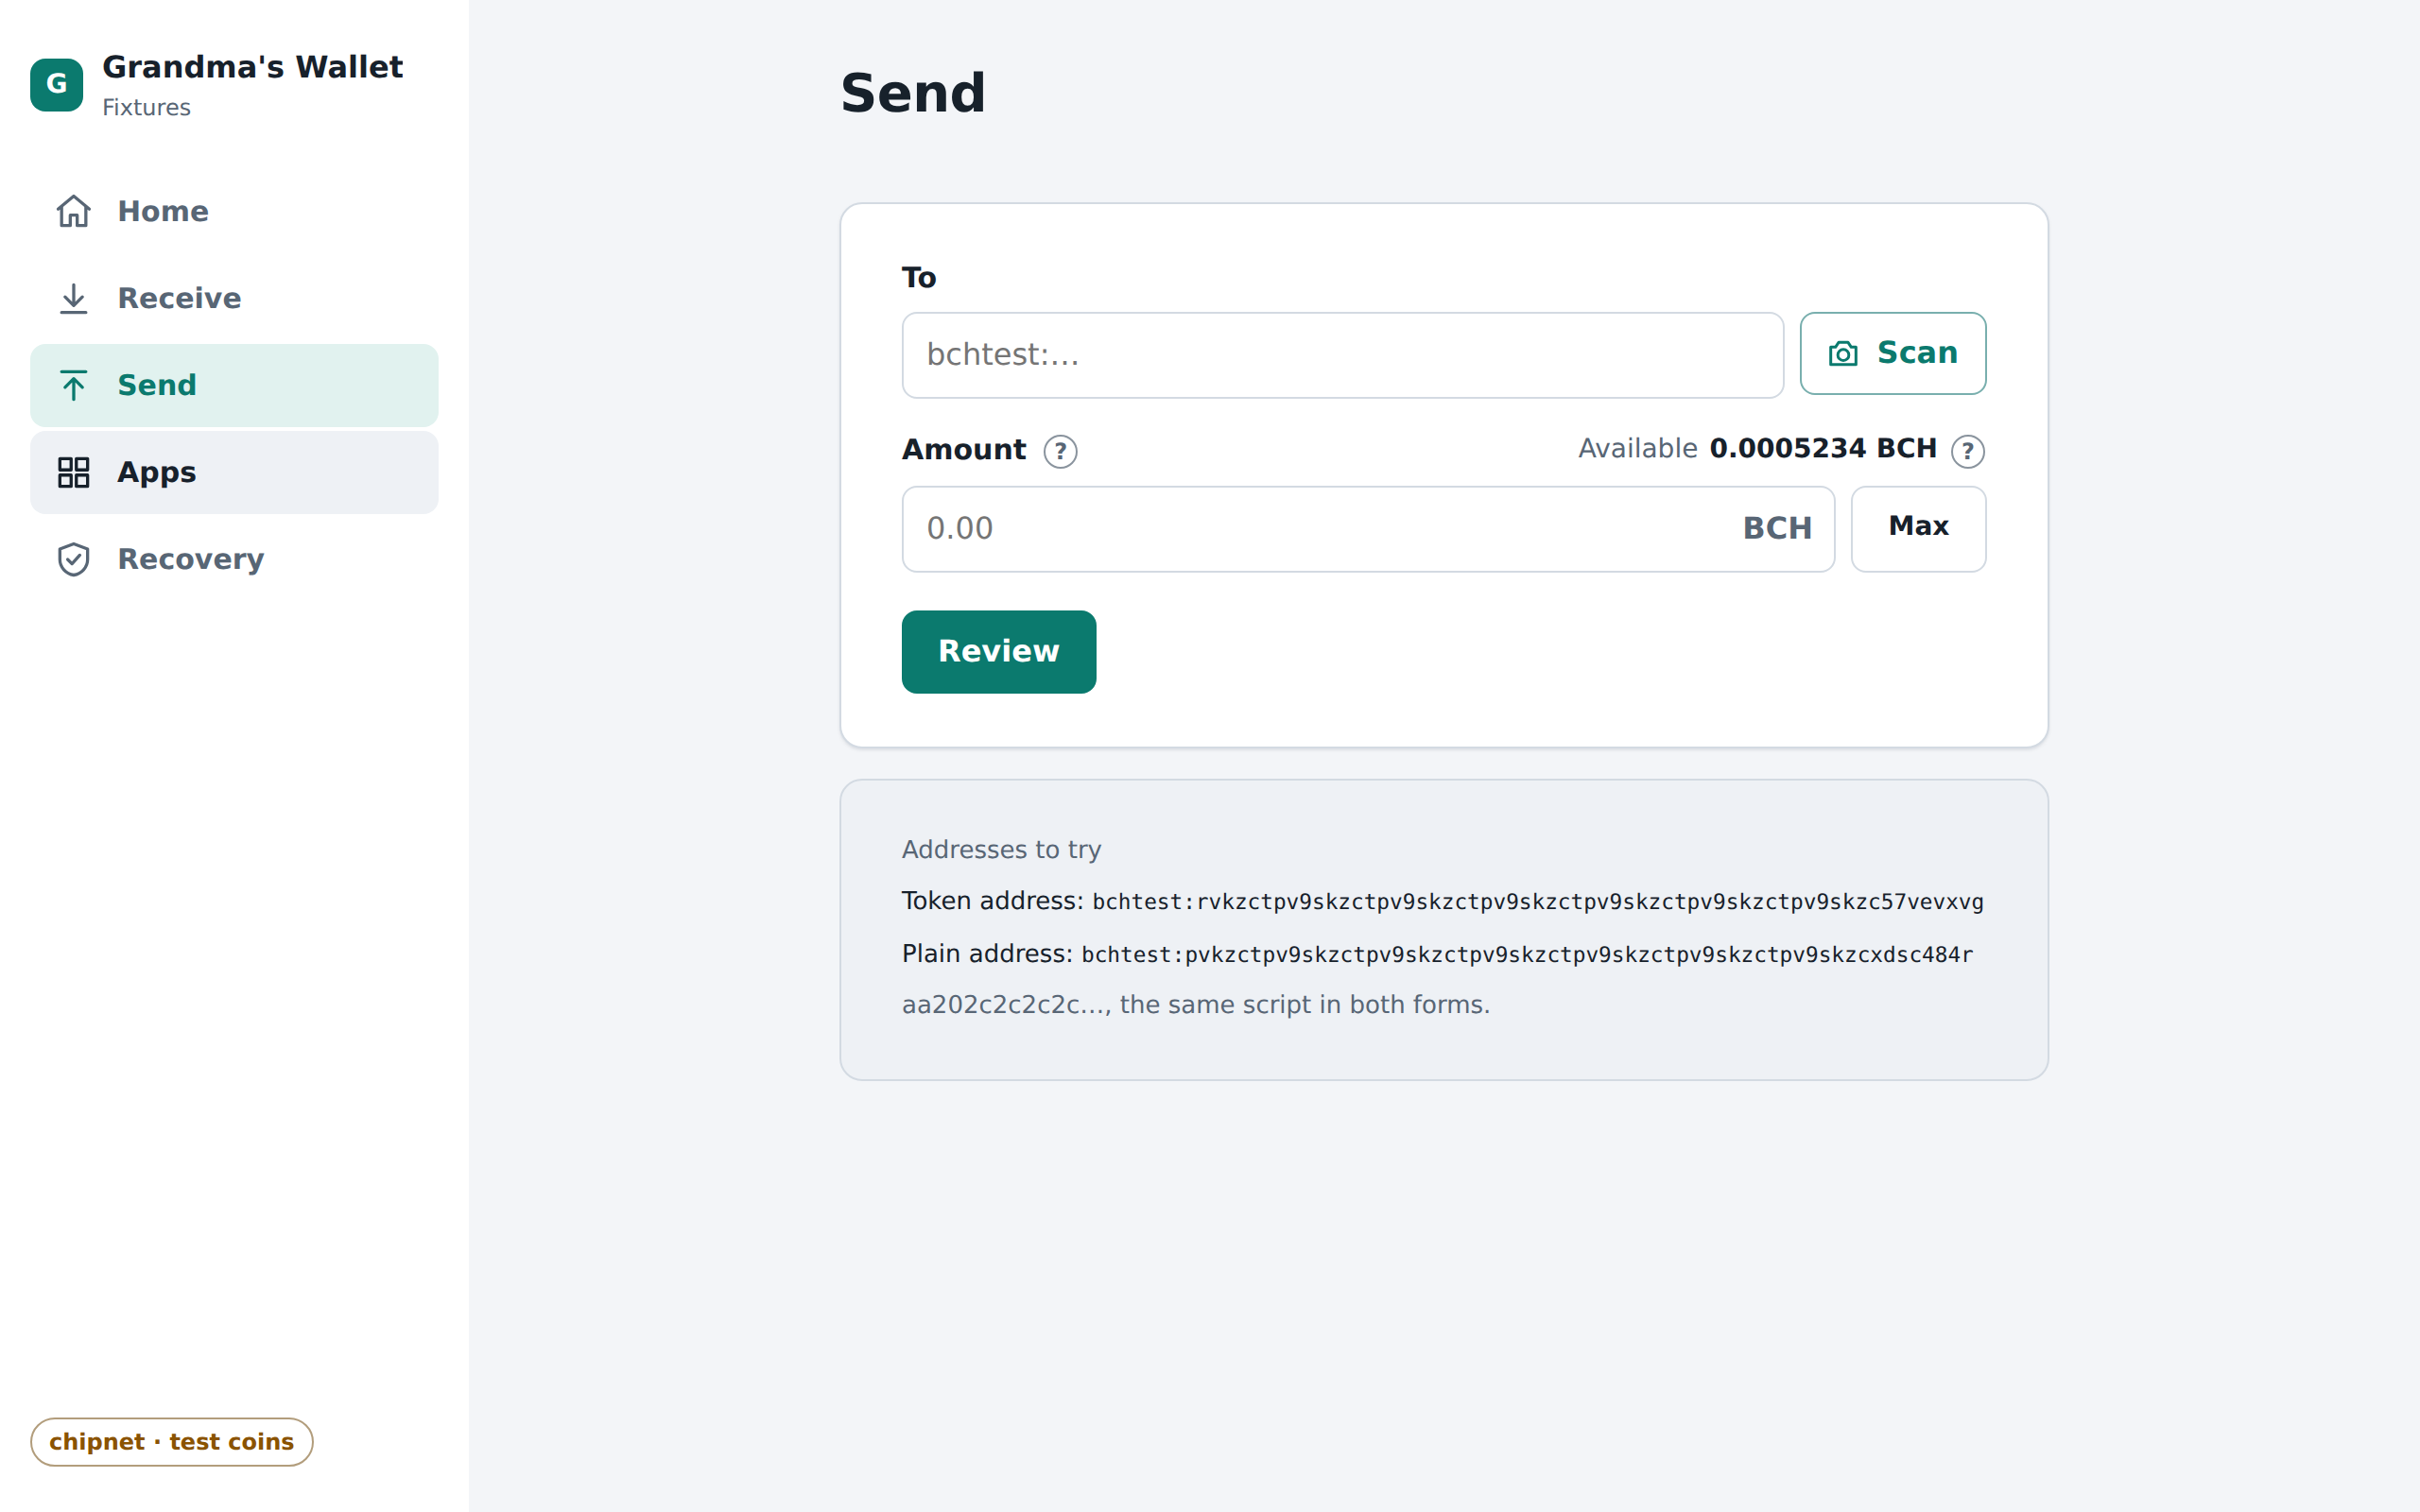 G
Grandma's Wallet
Fixtures
Home
Receive
Send
Apps
Recovery
chipnet · test coins
Send
To
bchtest:…
Scan
Amount ?
Available 0.0005234 BCH ?
0.00 BCH
Max
Review
Addresses to try
Token address: bchtest:rvkzctpv9skzctpv9skzctpv9skzctpv9skzctpv9skzctpv9skzc57vevxvg
Plain address: bchtest:pvkzctpv9skzctpv9skzctpv9skzctpv9skzctpv9skzctpv9skzcxdsc484r
aa202c2c2c2c…, the same script in both forms.